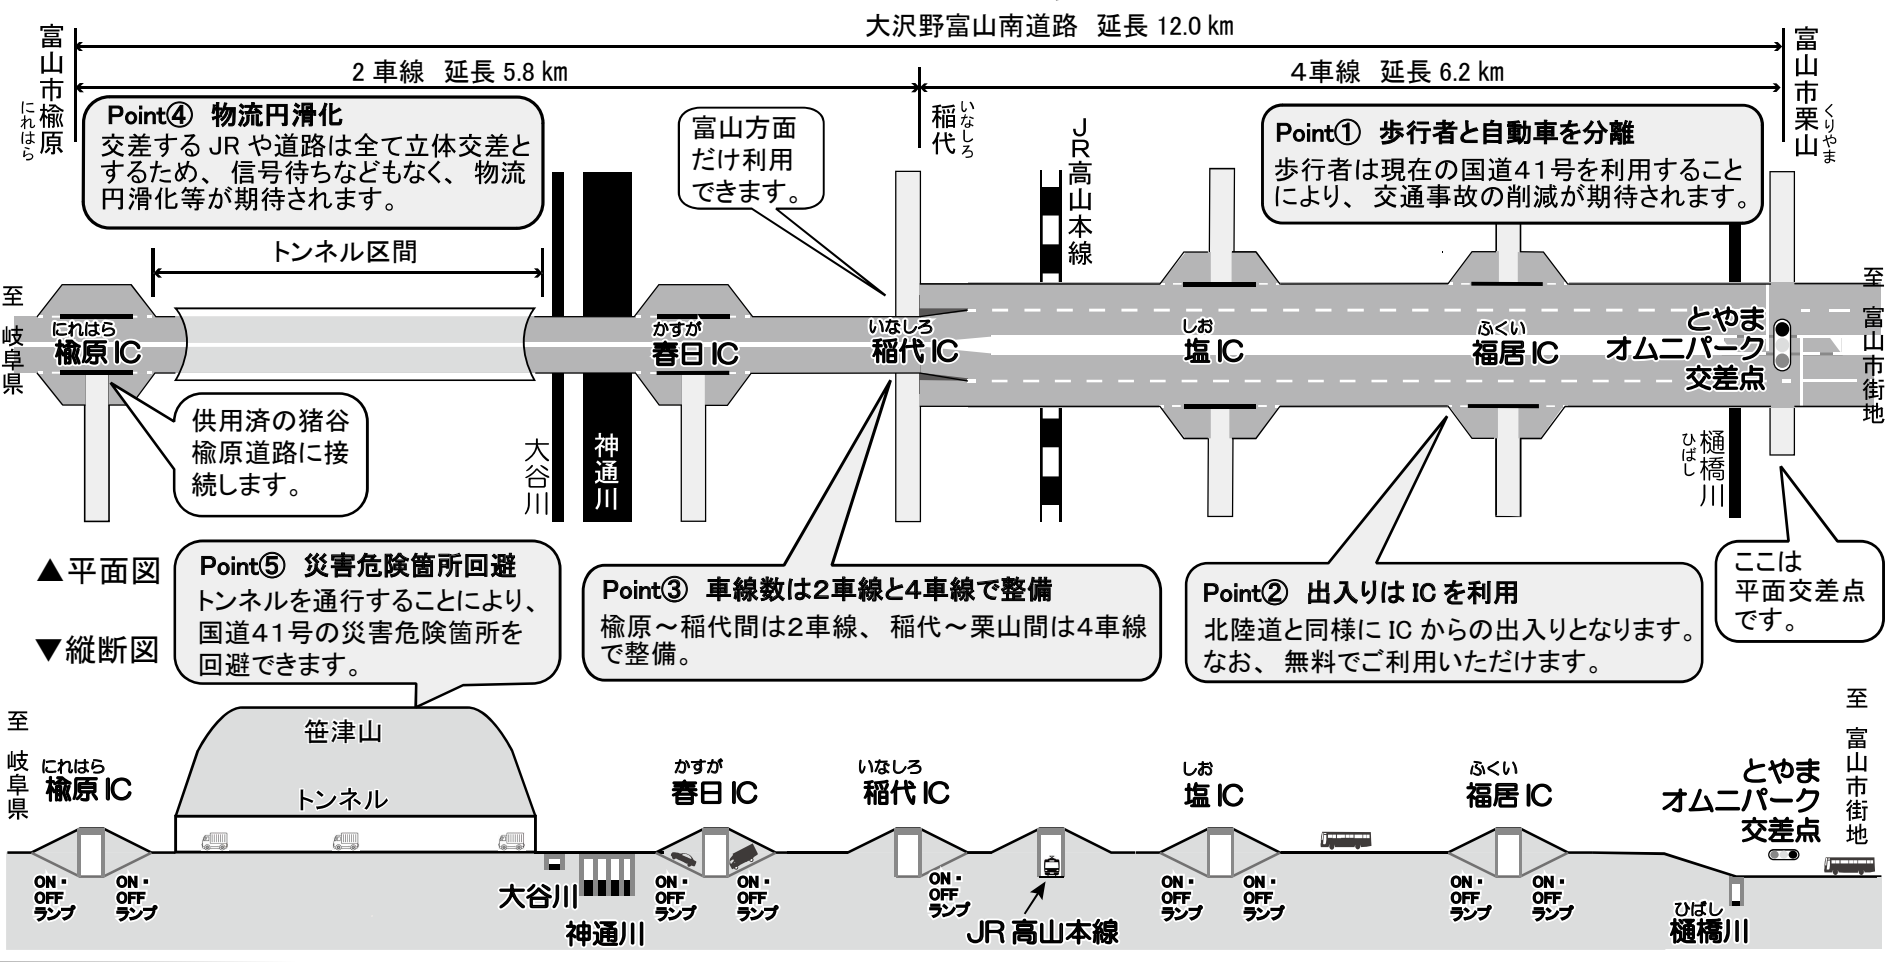 大沢野富山南道路 延長 12.0 km
2 車線 延長 5.8 km
4車線 延長 6.2 km
富山市楡原
にれはら
富山市栗山
くりやま
Point④ 物流円滑化
交差する JR や道路は全て立体交差と
するため、信号待ちなどもなく、物流
円滑化等が期待されます。
富山方面
だけ利用
できます。
稲代
いなしろ
JR高山本線
Point① 歩行者と自動車を分離
歩行者は現在の国道41号を利用すること
により、交通事故の削減が期待されます。
トンネル区間
至 岐阜県
にれはら
楡原 IC
かすが
春日 IC
いなしろ
稲代 IC
しお
塩 IC
ふくい
福居 IC
とやま
オムニパーク
交差点
至 富山市街地
供用済の猪谷
楡原道路に接
続します。
大谷川
神通川
樋橋川
ひばし
▲平面図
▼縦断図
Point⑤ 災害危険箇所回避
トンネルを通行することにより、
国道41号の災害危険箇所を
回避できます。
Point③ 車線数は2車線と4車線で整備
楡原～稲代間は2車線、稲代～栗山間は4車線
で整備。
Point② 出入りは IC を利用
北陸道と同様に IC からの出入りとなります。
なお、無料でご利用いただけます。
ここは
平面交差点
です。
至 岐阜県
にれはら
楡原 IC
笹津山
トンネル
かすが
春日 IC
いなしろ
稲代 IC
しお
塩 IC
ふくい
福居 IC
とやま
オムニパーク
交差点
至 富山市街地
ON・
OFF
ランプ
ON・
OFF
ランプ
大谷川
神通川
ON・
OFF
ランプ
ON・
OFF
ランプ
ON・
OFF
ランプ
JR 高山本線
ON・
OFF
ランプ
ON・
OFF
ランプ
ON・
OFF
ランプ
ON・
OFF
ランプ
ひばし
樋橋川